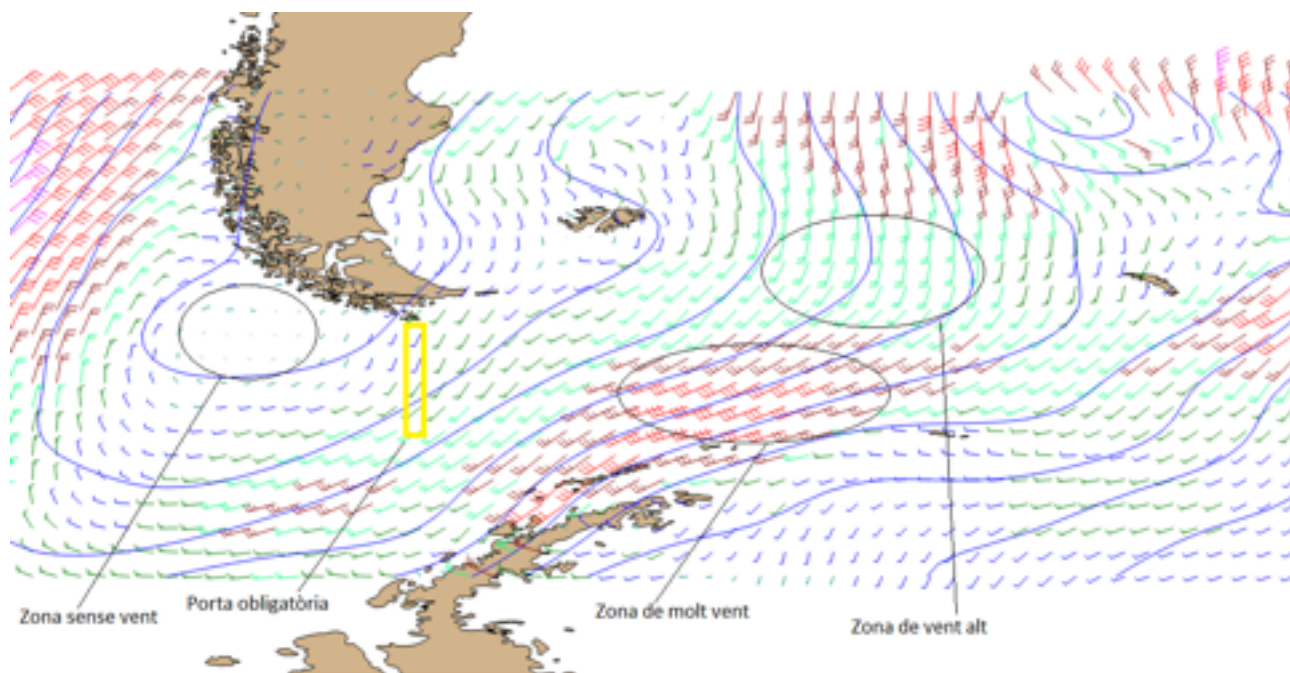 Zona sense vent
Porta obligatòria
Zona de molt vent
Zona de vent alt